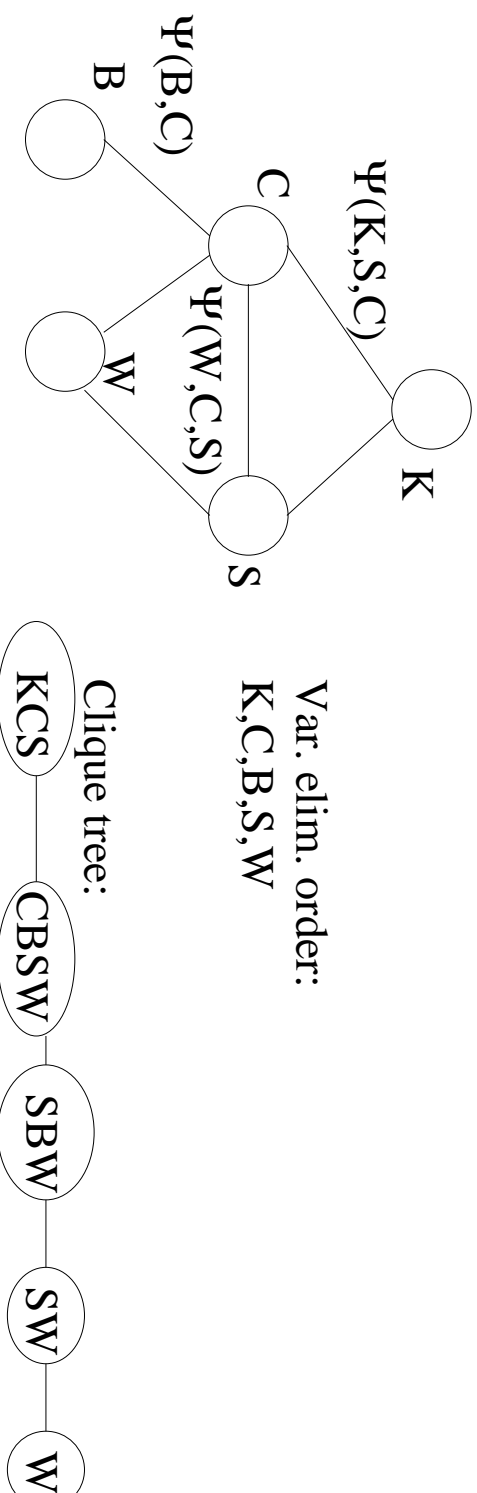 Ψ(K,S,C)
K
C
Ψ(B,C)
B
Ψ(W,C,S)
W
S
Var. elim. order:
K,C,B,S,W
Clique tree:
KCS
CBSW
SBW
SW
W